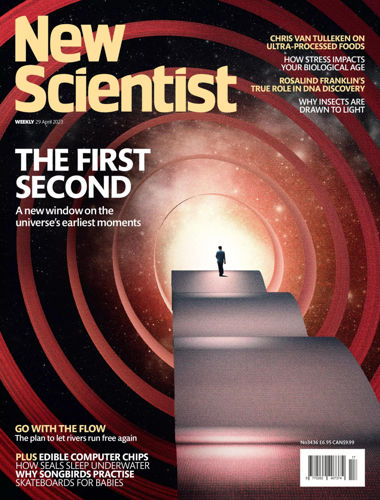 New
Scientist
WEEKLY 29 April 2023
CHRIS VAN TULLEKEN ON
ULTRA-PROCESSED FOODS
HOW STRESS IMPACTS
YOUR BIOLOGICAL AGE
ROSALIND FRANKLIN'S
TRUE ROLE IN DNA DISCOVERY
WHY INSECTS ARE
DRAWN TO LIGHT
THE FIRST
SECOND
A new window on the
universe's earliest moments
GO WITH THE FLOW
The plan to let rivers run free again
PLUS EDIBLE COMPUTER CHIPS
HOW SEALS SLEEP UNDERWATER
WHY SONGBIRDS PRACTISE
SKATEBOARDS FOR BABIES
No3436 £6.95 CAN$9.99